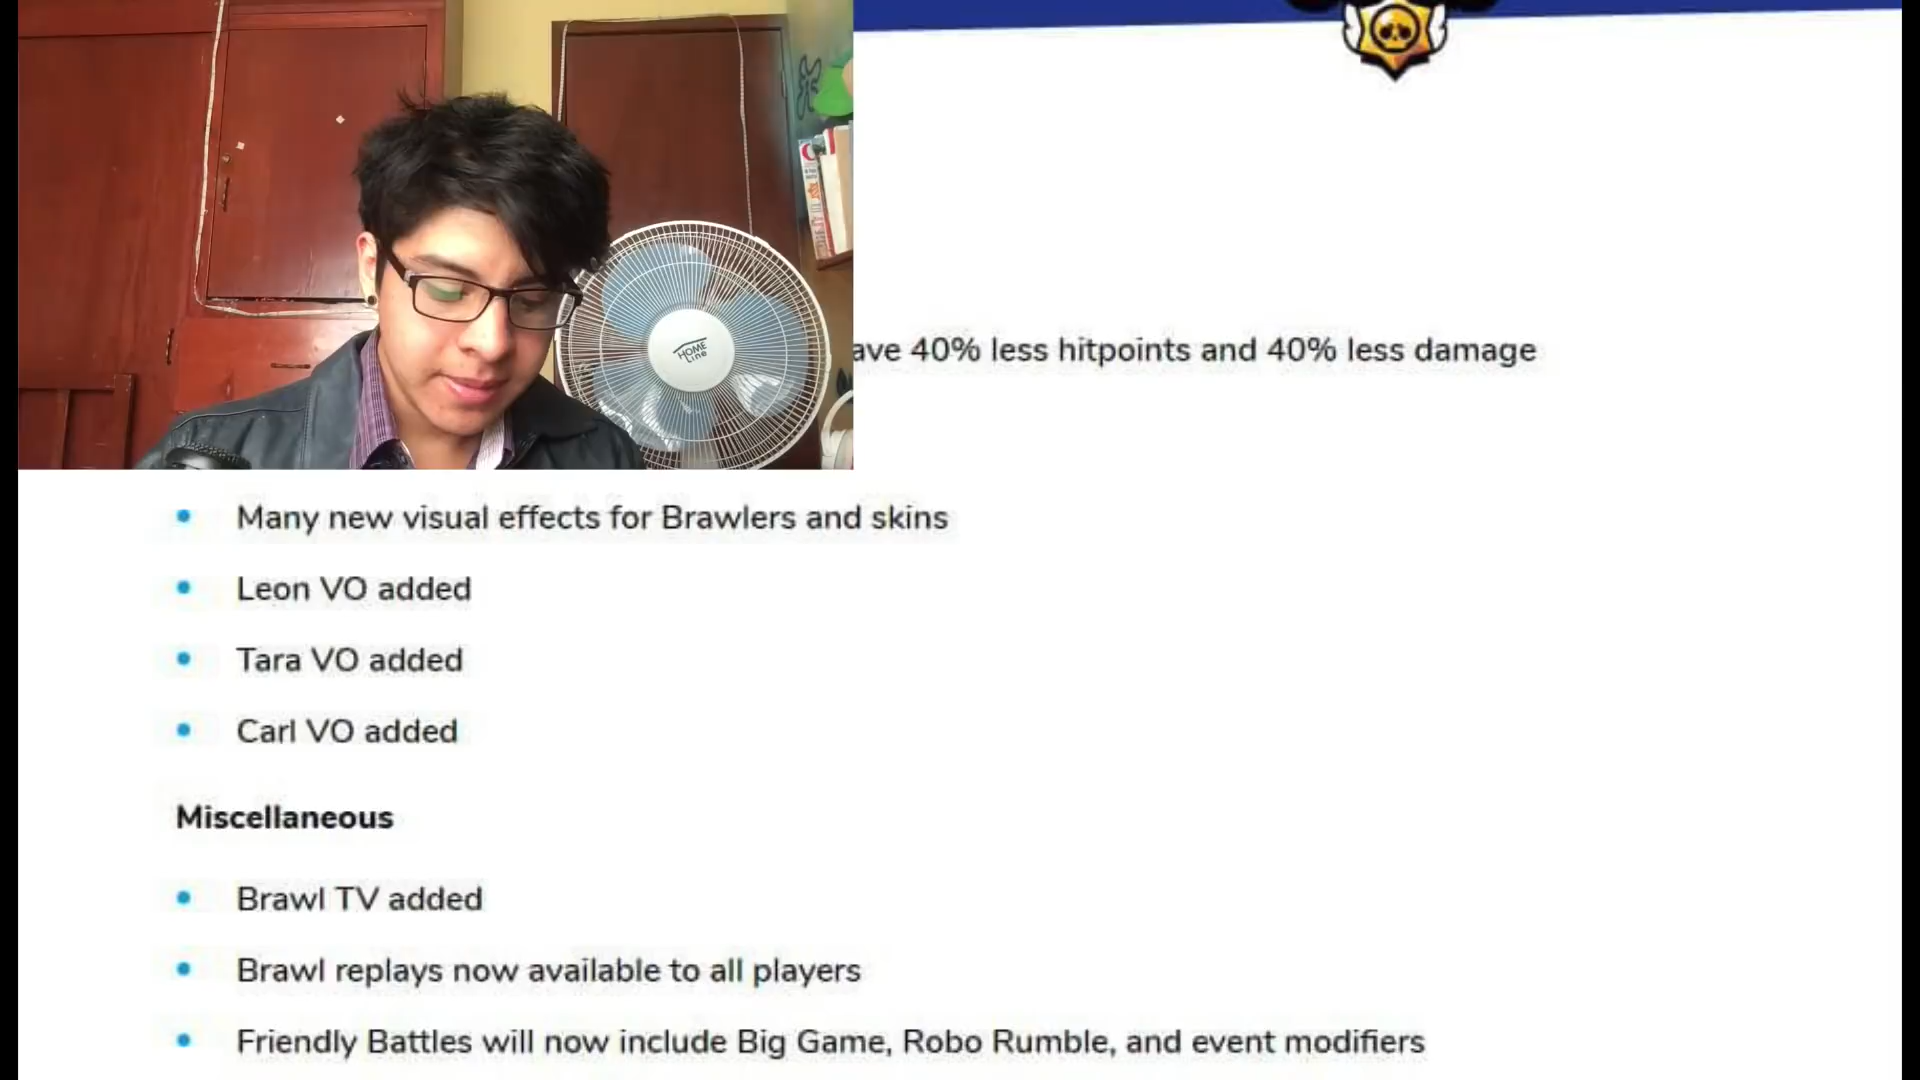 HOME
Line
ave 40% less hitpoints and 40% less damage
Many new visual effects for Brawlers and skins
Leon VO added
Tara VO added
Carl VO added
Miscellaneous
Brawl TV added
Brawl replays now available to all players
Friendly Battles will now include Big Game, Robo Rumble, and event modifiers